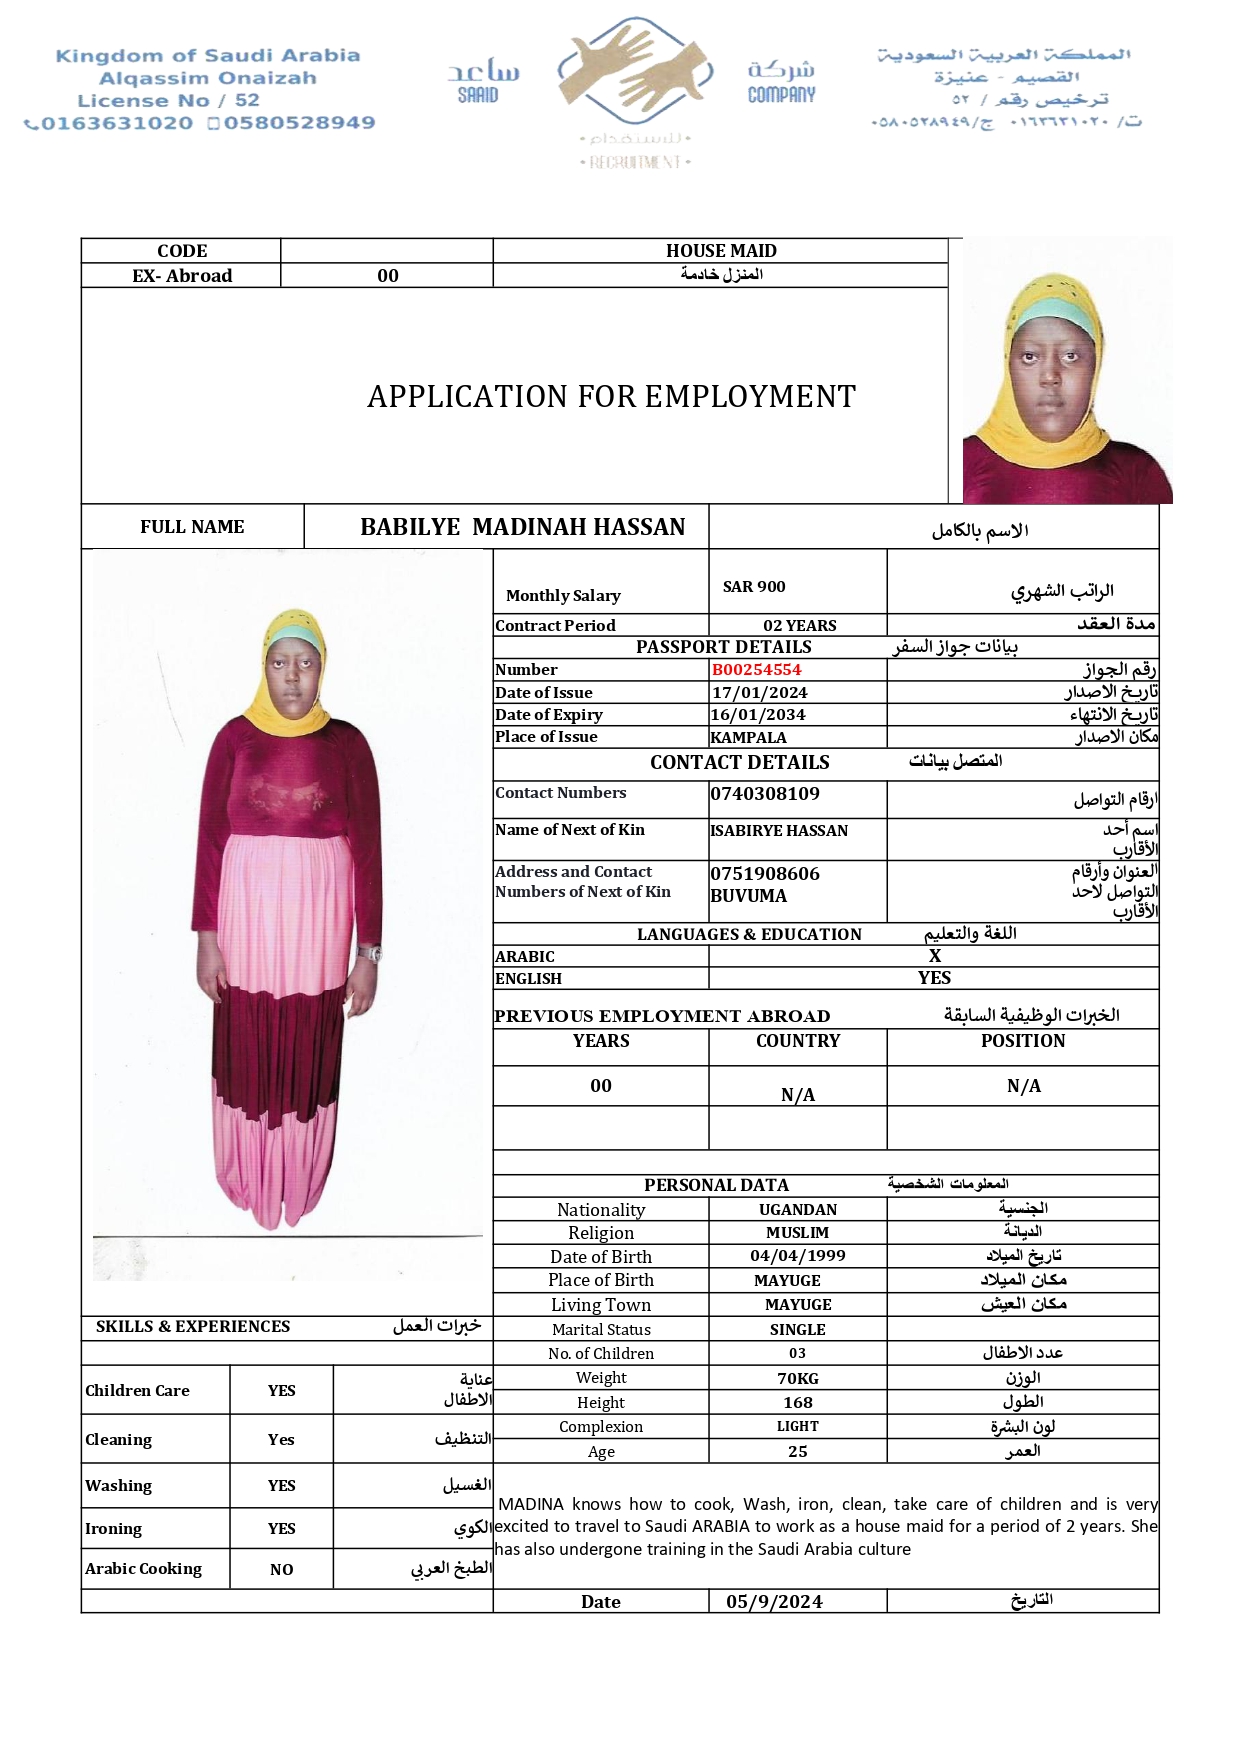 Kingdom of Saudi Arabia
Alqassim Onaizah
License No / 52
0163631020 0580528949
ساعد
SAAID
شركة
COMPANY
• للاستقدام •
• RECRUITMENT •
المملكة العربية السعودية
القصيم - عنيزة
ترخيص رقم / ٥٢
ت/ ٠١٦٣٦٣١٠٢٠ ج/٠٥٨٠٥٢٨٩٤٩
CODE HOUSE MAID
EX- Abroad 00 المنزل خادمة
APPLICATION FOR EMPLOYMENT
FULL NAME BABILYE MADINAH HASSAN الاسم بالكامل
Monthly Salary SAR 900 الراتب الشهري
Contract Period 02 YEARS مدة العقد
PASSPORT DETAILS بيانات جواز السفر
Number B00254554 رقم الجواز
Date of Issue 17/01/2024 تاريخ الاصدار
Date of Expiry 16/01/2034 تاريخ الانتهاء
Place of Issue KAMPALA مكان الاصدار
CONTACT DETAILS المتصل بيانات
Contact Numbers 0740308109 ارقام التواصل
Name of Next of Kin ISABIRYE HASSAN اسم أحد
الأقارب
Address and Contact 0751908606 العنوان وأرقام
Numbers of Next of Kin BUVUMA التواصل لاحد
الأقارب
LANGUAGES & EDUCATION اللغة والتعليم
ARABIC X
ENGLISH YES
PREVIOUS EMPLOYMENT ABROAD الخبرات الوظيفية السابقة
YEARS COUNTRY POSITION
00 N/A N/A
PERSONAL DATA المعلومات الشخصية
Nationality UGANDAN الجنسية
Religion MUSLIM الديانة
Date of Birth 04/04/1999 تاريخ الميلاد
Place of Birth MAYUGE مكان الميلاد
Living Town MAYUGE مكان العيش
Marital Status SINGLE
No. of Children 03 عدد الاطفال
Weight 70KG الوزن
Height 168 الطول
Complexion LIGHT لون البشرة
Age 25 العمر
SKILLS & EXPERIENCES خبرات العمل
Children Care YES عناية
الاطفال
Cleaning Yes التنظيف
Washing YES الغسيل
Ironing YES الكوي
Arabic Cooking NO الطبخ العربي
MADINA knows how to cook, Wash, iron, clean, take care of children and is very
excited to travel to Saudi ARABIA to work as a house maid for a period of 2 years. She
has also undergone training in the Saudi Arabia culture
Date 05/9/2024 التاريخ